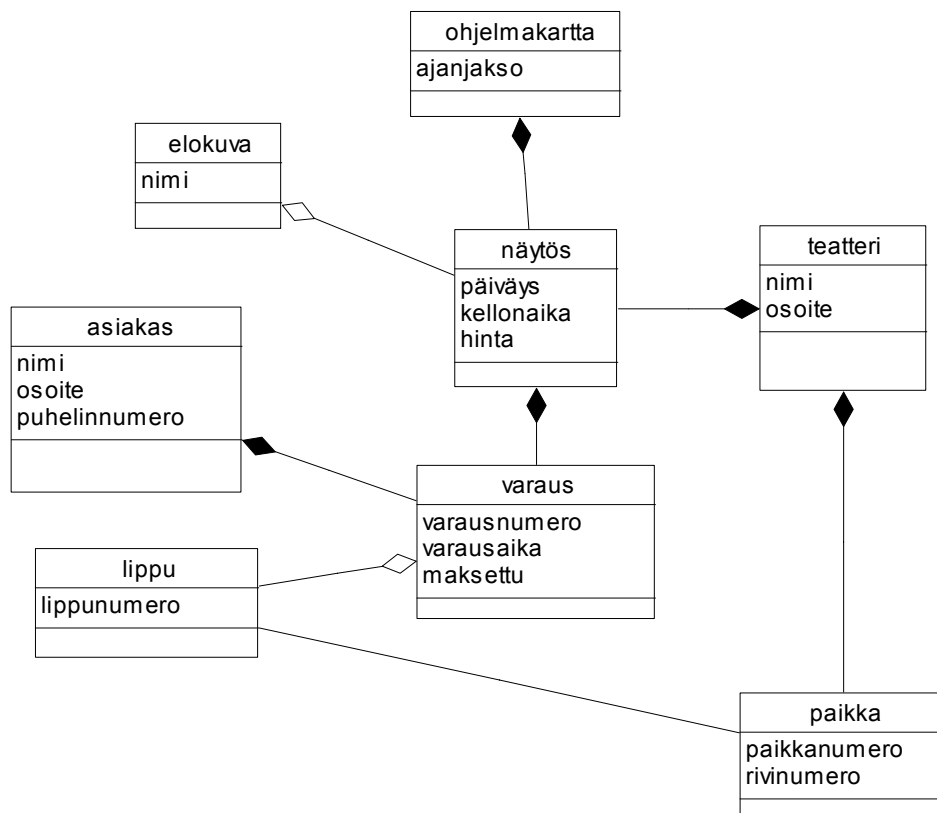 ohjelmakartta
ajanjakso
elokuva
nimi
näytös
päiväys
kellonaika
hinta
teatteri
nimi
osoite
asiakas
nimi
osoite
puhelinnumero
varaus
varausnumero
varausaika
maksettu
lippu
lippunumero
paikka
paikkanumero
rivinumero